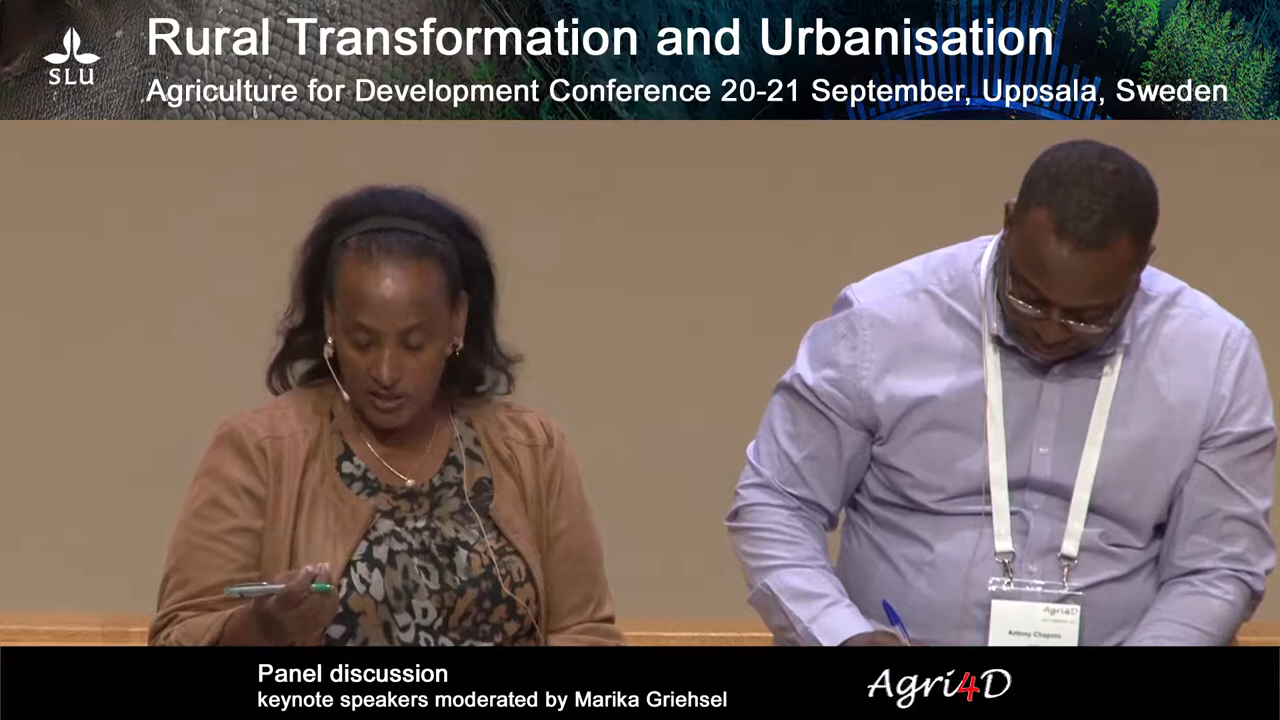 SLU
Rural Transformation and Urbanisation
Agriculture for Development Conference 20-21 September, Uppsala, Sweden
Agri4D
Antony Chapoto
Panel discussion
keynote speakers moderated by Marika Griehsel
Agri4D